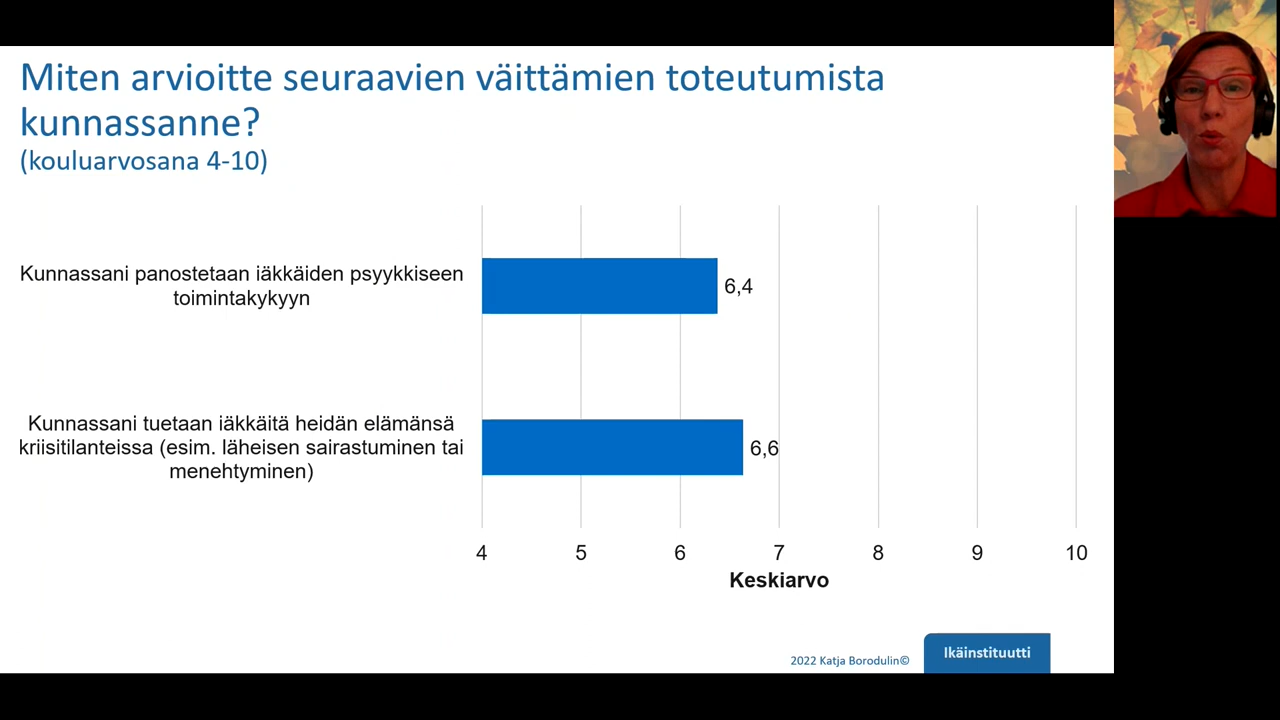 Miten arvioitte seuraavien väittämien toteutumista
kunnassanne?
(kouluarvosana 4-10)
Kunnassani panostetaan iäkkäiden psyykkiseen
toimintakykyyn
6,4
Kunnassani tuetaan iäkkäitä heidän elämänsä
kriisitilanteissa (esim. läheisen sairastuminen tai
menehtyminen)
6,6
4 5 6 7 8 9 10
Keskiarvo
2022 Katja Borodulin©
Ikäinstituutti